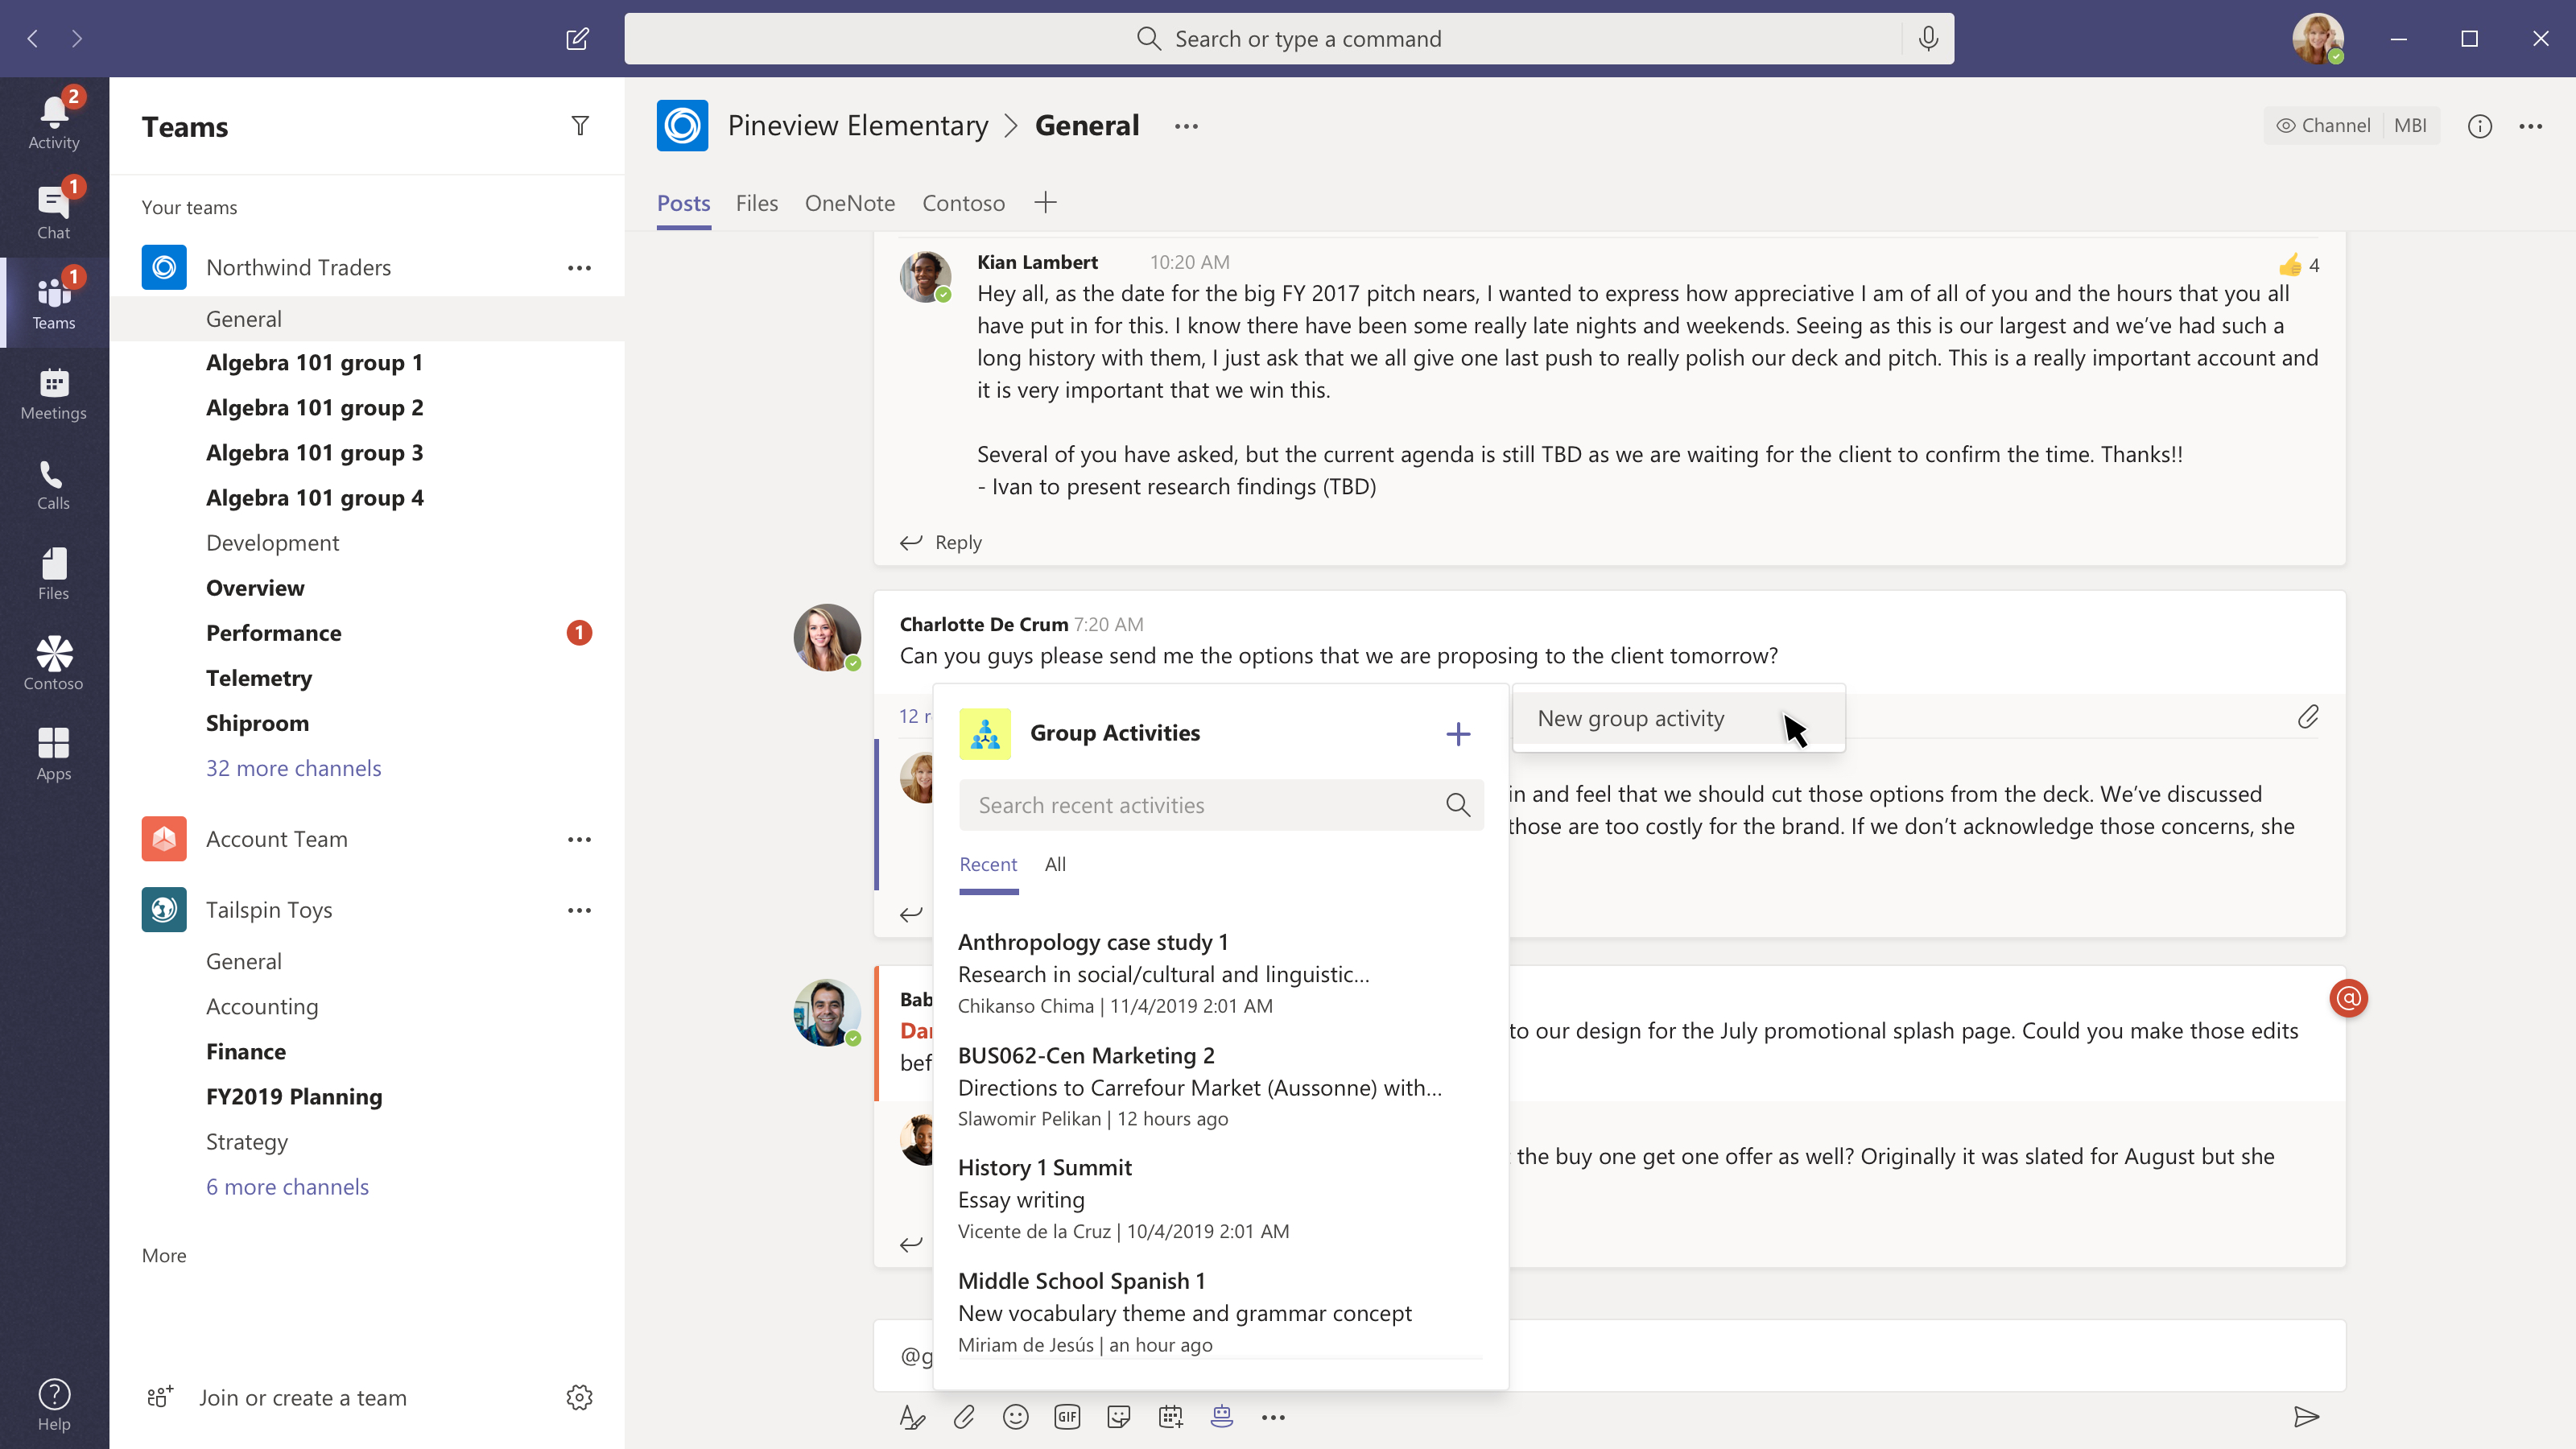 Search or type a command
2
Activity
1
Chat
1
Teams
Meetings
Calls
Files
Contoso
Apps
Help
Teams
Your teams
Northwind Traders
General
Algebra 101 group 1
Algebra 101 group 2
Algebra 101 group 3
Algebra 101 group 4
Development
Overview
Performance 1
Telemetry
Shiproom
32 more channels
Account Team
Tailspin Toys
General
Accounting
Finance
FY2019 Planning
Strategy
6 more channels
More
Join or create a team
Pineview Elementary > General
Channel MBI
Posts Files OneNote Contoso
Kian Lambert 10:20 AM
4
Hey all, as the date for the big FY 2017 pitch nears, I wanted to express how appreciative I am of all of you and the hours that you all
have put in for this. I know there have been some really late nights and weekends. Seeing as this is our largest and we’ve had such a
long history with them, I just ask that we all give one last push to really polish our deck and pitch. This is a really important account and
it is very important that we win this.
Several of you have asked, but the current agenda is still TBD as we are waiting for the client to confirm the time. Thanks!!
- Ivan to present research findings (TBD)
Reply
Charlotte De Crum 7:20 AM
Can you guys please send me the options that we are proposing to the client tomorrow?
12 r
in and feel that we should cut those options from the deck. We’ve discussed
those are too costly for the brand. If we don’t acknowledge those concerns, she
Bab
Dar
to our design for the July promotional splash page. Could you make those edits
bef
@
the buy one get one offer as well? Originally it was slated for August but she
Group Activities
New group activity
Search recent activities
Recent All
Anthropology case study 1
Research in social/cultural and linguistic...
Chikanso Chima | 11/4/2019 2:01 AM
BUS062-Cen Marketing 2
Directions to Carrefour Market (Aussonne) with...
Slawomir Pelikan | 12 hours ago
History 1 Summit
Essay writing
Vicente de la Cruz | 10/4/2019 2:01 AM
Middle School Spanish 1
New vocabulary theme and grammar concept
Miriam de Jesús | an hour ago
@g
GIF